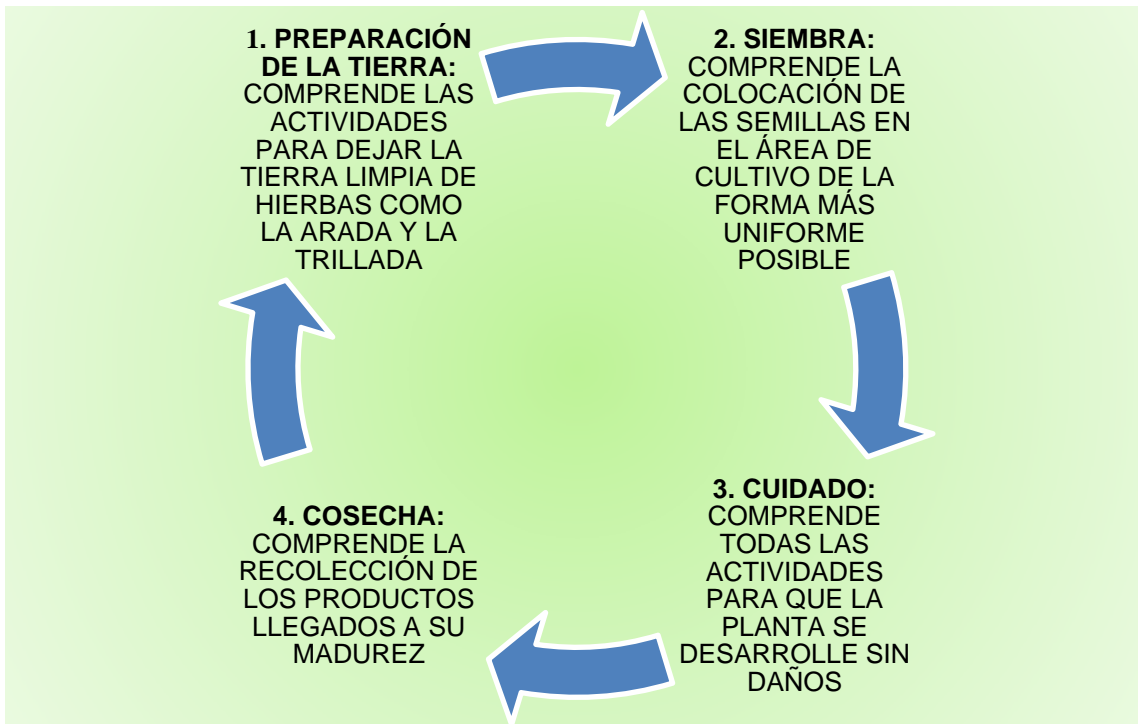 1. PREPARACIÓN
DE LA TIERRA:
COMPRENDE LAS
ACTIVIDADES
PARA DEJAR LA
TIERRA LIMPIA DE
HIERBAS COMO
LA ARADA Y LA
TRILLADA
2. SIEMBRA:
COMPRENDE LA
COLOCACIÓN DE
LAS SEMILLAS EN
EL ÁREA DE
CULTIVO DE LA
FORMA MÁS
UNIFORME
POSIBLE
3. CUIDADO:
COMPRENDE
TODAS LAS
ACTIVIDADES
PARA QUE LA
PLANTA SE
DESARROLLE SIN
DAÑOS
4. COSECHA:
COMPRENDE LA
RECOLECCIÓN DE
LOS PRODUCTOS
LLEGADOS A SU
MADUREZ